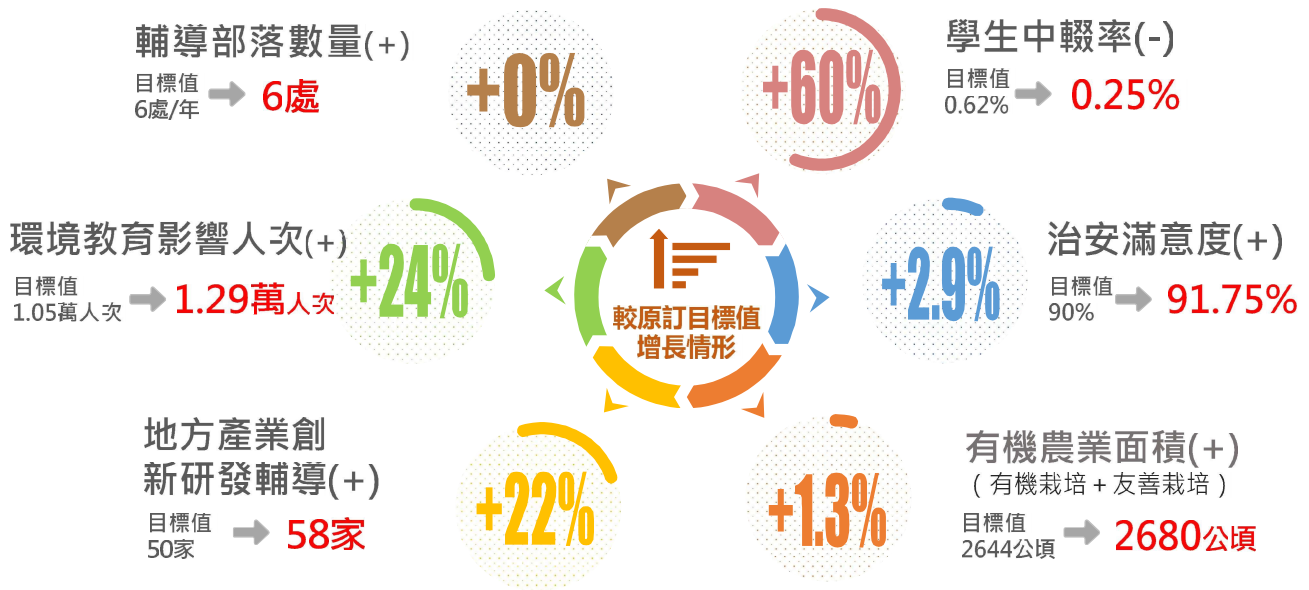 輔導部落數量(+)
目標值
6處/年
6處
+0%
+60%
學生中輟率(-)
目標值
0.62%
0.25%
環境教育影響人次(+)
目標值
1.05萬人次
1.29萬人次
+24%
較原訂目標值
增長情形
+2.9%
治安滿意度(+)
目標值
90%
91.75%
地方產業創
新研發輔導(+)
目標值
50家
58家
+22%
+1.3%
有機農業面積(+)
(有機栽培+友善栽培)
目標值
2644公頃
2680公頃